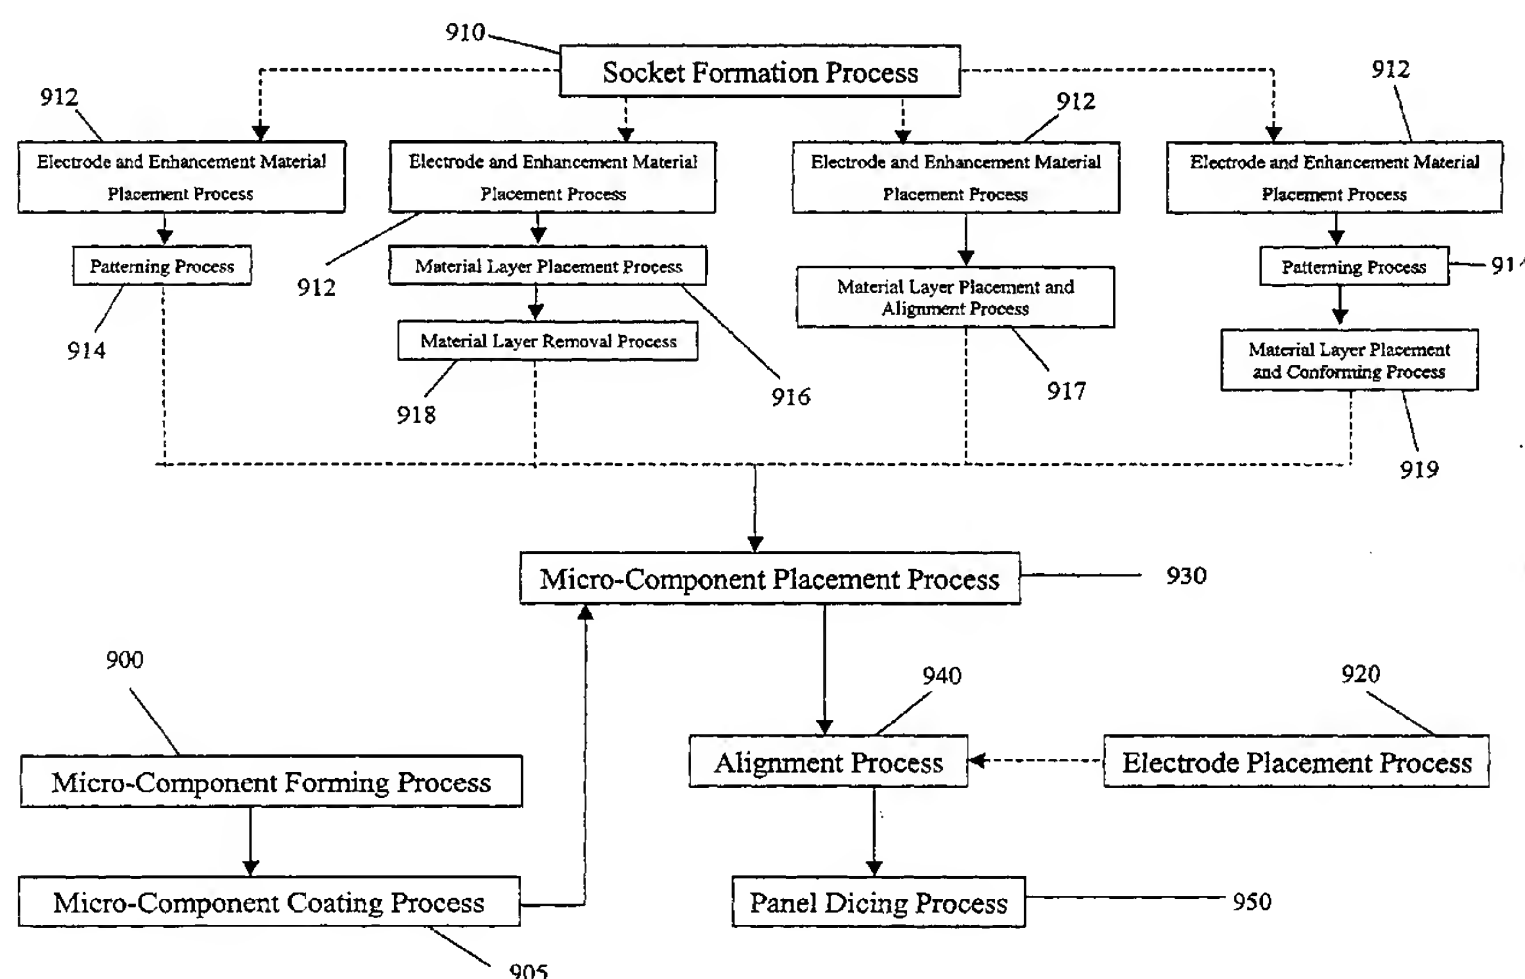 910
Socket Formation Process
912
912
912
Electrode and Enhancement Material
Placement Process
Electrode and Enhancement Material
Placement Process
Electrode and Enhancement Material
Placement Process
Electrode and Enhancement Material
Placement Process
912
Patterning Process
914
Material Layer Placement Process
916
Material Layer Removal Process
918
Material Layer Placement and
Alignment Process
917
Patterning Process
Material Layer Placement
and Conforming Process
919
Micro-Component Placement Process
930
900
940
920
Micro-Component Forming Process
Alignment Process
Electrode Placement Process
Micro-Component Coating Process
905
Panel Dicing Process
950